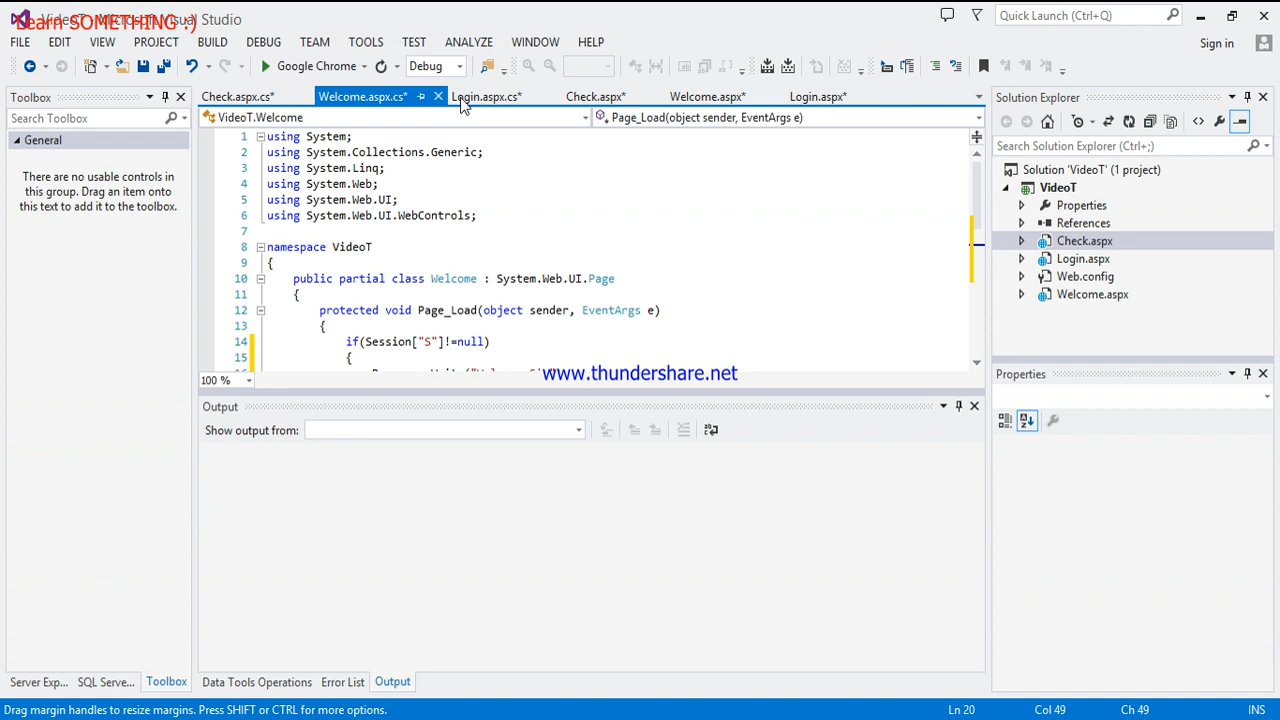 Learn SOMETHING :)
VideoT - Microsoft Visual Studio
Quick Launch (Ctrl+Q)
FILE EDIT VIEW PROJECT BUILD DEBUG TEAM TOOLS TEST ANALYZE WINDOW HELP
Sign in
Google Chrome
Debug
Toolbox
Search Toolbox
General
There are no usable controls in
this group. Drag an item onto
this text to add it to the toolbox.
Check.aspx.cs* Welcome.aspx.cs* Login.aspx.cs* Check.aspx* Welcome.aspx* Login.aspx*
VideoT.Welcome
Page_Load(object sender, EventArgs e)
1 using System;
2 using System.Collections.Generic;
3 using System.Linq;
4 using System.Web;
5 using System.Web.UI;
6 using System.Web.UI.WebControls;
7
8 namespace VideoT
9 {
10 public partial class Welcome : System.Web.UI.Page
11 {
12 protected void Page_Load(object sender, EventArgs e)
13 {
14 if(Session["S"]!=null)
15 {
www.thundershare.net
100 %
Output
Show output from:
Solution Explorer
Search Solution Explorer (Ctrl+;)
Solution 'VideoT' (1 project)
VideoT
Properties
References
Check.aspx
Login.aspx
Web.config
Welcome.aspx
Properties
Server Exp... SQL Serve... Toolbox
Data Tools Operations Error List Output
Drag margin handles to resize margins. Press SHIFT or CTRL for more options.
Ln 20 Col 49 Ch 49 INS